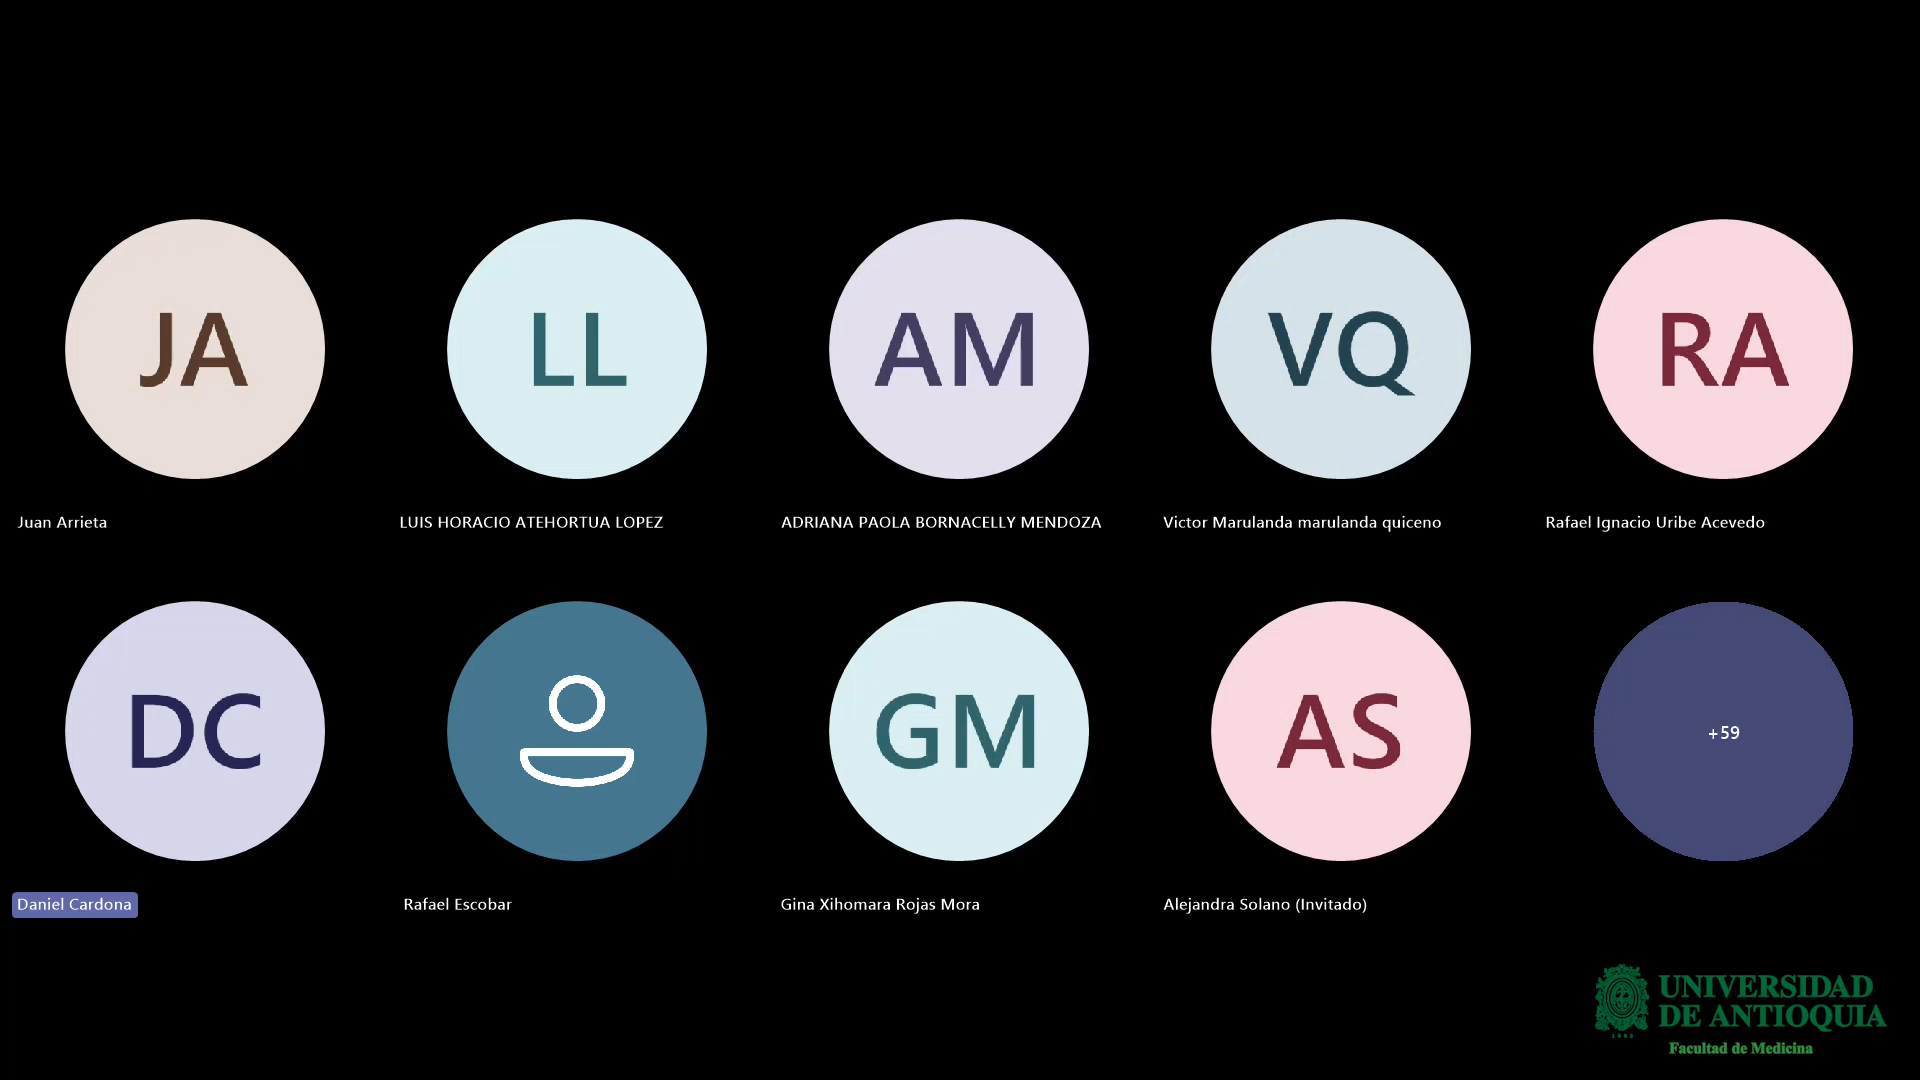 JA
LL
AM
VQ
RA
Juan Arrieta
LUIS HORACIO ATEHORTUA LOPEZ
ADRIANA PAOLA BORNACELLY MENDOZA
Victor Marulanda marulanda quiceno
Rafael Ignacio Uribe Acevedo
DC
GM
AS
+59
Daniel Cardona
Rafael Escobar
Gina Xihomara Rojas Mora
Alejandra Solano (Invitado)
UNIVERSIDAD
DE ANTIOQUIA
Facultad de Medicina